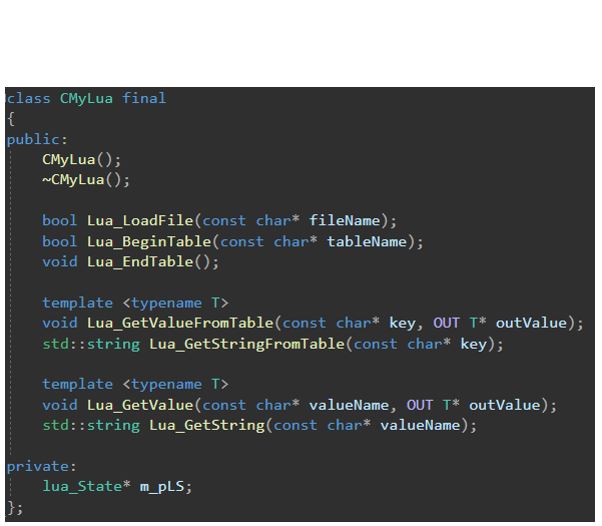 class CMyLua final
{
public:
CMyLua();
~CMyLua();
bool Lua_LoadFile(const char* fileName);
bool Lua_BeginTable(const char* tableName);
void Lua_EndTable();
template <typename T>
void Lua_GetValueFromTable(const char* key, OUT T* outValue);
std::string Lua_GetStringFromTable(const char* key);
template <typename T>
void Lua_GetValue(const char* valueName, OUT T* outValue);
std::string Lua_GetString(const char* valueName);
private:
lua_State* m_pLS;
};